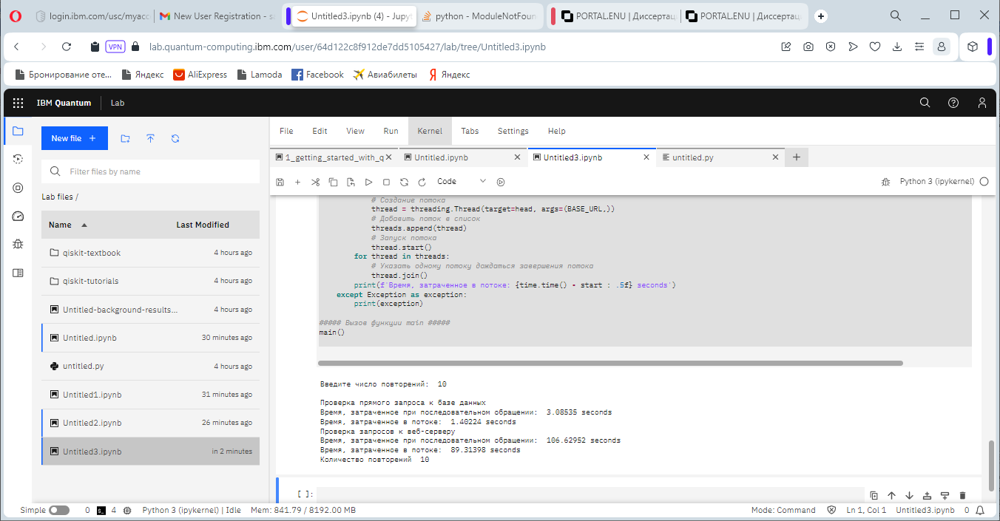 login.ibm.com/usc/myacc
New User Registration - sa
Untitled3.ipynb (4) - Jupyt
python - ModuleNotFoun
PORTAL.ENU | Диссертац
PORTAL.ENU | Диссертац
VPN
lab.quantum-computing.ibm.com/user/64d122c8f912de7dd5105427/lab/tree/Untitled3.ipynb
Бронирование оте...
Яндекс
AliExpress
Lamoda
Facebook
Авиабилеты
Яндекс
IBM Quantum
Lab
New file +
Filter files by name
Lab files /
Name Last Modified
qiskit-textbook 4 hours ago
qiskit-tutorials 4 hours ago
Untitled-background-results... 4 hours ago
Untitled.ipynb 30 minutes ago
untitled.py 4 hours ago
Untitled1.ipynb 31 minutes ago
Untitled2.ipynb 26 minutes ago
Untitled3.ipynb in 2 minutes
File Edit View Run Kernel Tabs Settings Help
1_getting_started_with_q
Untitled.ipynb
Untitled3.ipynb
untitled.py
Code
Python 3 (ipykernel)
# Создание потока
thread = threading.Thread(target=head, args=(BASE_URL,))
# Добавить поток в список
threads.append(thread)
# Запуск потока
thread.start()
for thread in threads:
# Указать одному потоку дождаться завершения потока
thread.join()
print(f'Время, затраченное в потоке: {time.time() - start : .5f} seconds')
except Exception as exception:
print(exception)
##### Вызов функции main #####
main()
Введите число повторений: 10
Проверка прямого запроса к базе данных
Время, затраченное при последовательном обращении: 3.08535 seconds
Время, затраченное в потоке: 1.40224 seconds
Проверка запросов к веб-серверу
Время, затраченное при последовательном обращении: 106.62952 seconds
Время, затраченное в потоке: 89.31398 seconds
Количество повторений 10
[ ]:
Simple 0 4 Python 3 (ipykernel) | Idle Mem: 841.79 / 8192.00 MB Mode: Command Ln 1, Col 1 Untitled3.ipynb 0